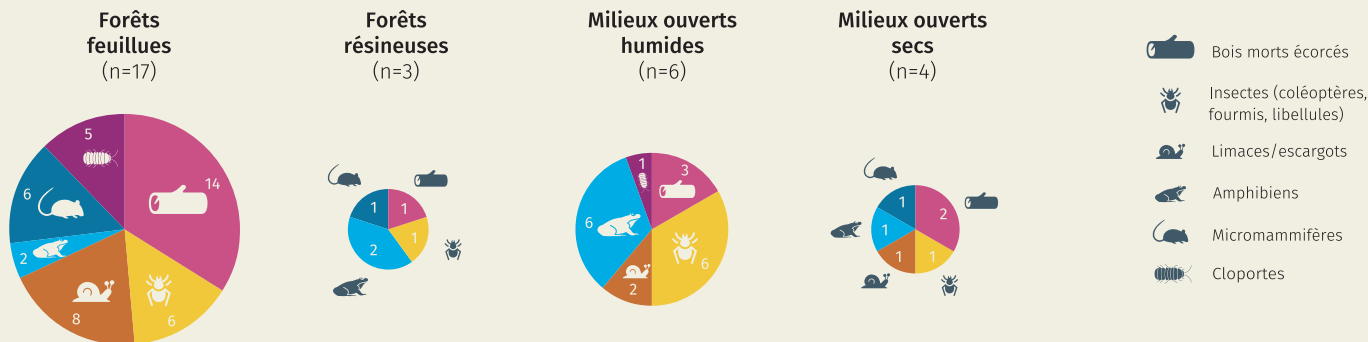 Forêts
feuillues
(n=17)
Forêts
résineuses
(n=3)
Milieux ouverts
humides
(n=6)
Milieux ouverts
secs
(n=4)
5
14
6
2
8
6
1
1
1
2
1
3
6
6
2
1
2
1
1
1
Bois morts écorcés
Insectes (coléoptères,
fourmis, libellules)
Limaces/escargots
Amphibiens
Micromammifères
Cloportes